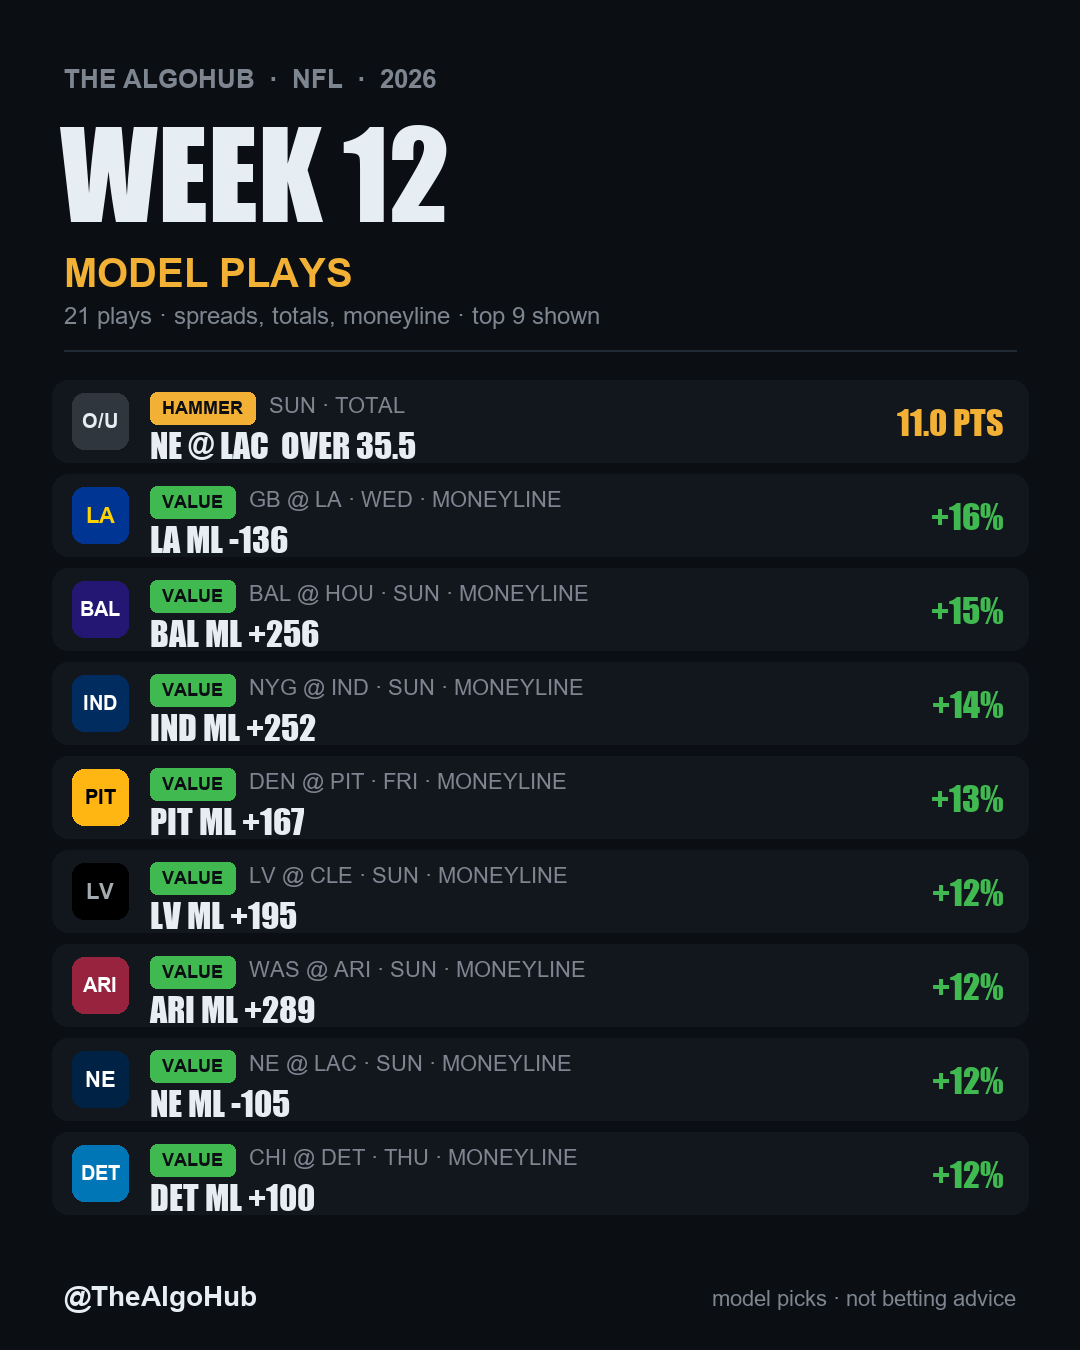 THE ALGOHUB · NFL · 2026
WEEK 12
MODEL PLAYS
21 plays · spreads, totals, moneyline · top 9 shown
O/U
HAMMER SUN · TOTAL
NE @ LAC OVER 35.5
11.0 PTS
LA
VALUE GB @ LA · WED · MONEYLINE
LA ML -136
+16%
BAL
VALUE BAL @ HOU · SUN · MONEYLINE
BAL ML +256
+15%
IND
VALUE NYG @ IND · SUN · MONEYLINE
IND ML +252
+14%
PIT
VALUE DEN @ PIT · FRI · MONEYLINE
PIT ML +167
+13%
LV
VALUE LV @ CLE · SUN · MONEYLINE
LV ML +195
+12%
ARI
VALUE WAS @ ARI · SUN · MONEYLINE
ARI ML +289
+12%
NE
VALUE NE @ LAC · SUN · MONEYLINE
NE ML -105
+12%
DET
VALUE CHI @ DET · THU · MONEYLINE
DET ML +100
+12%
@TheAlgoHub
model picks · not betting advice